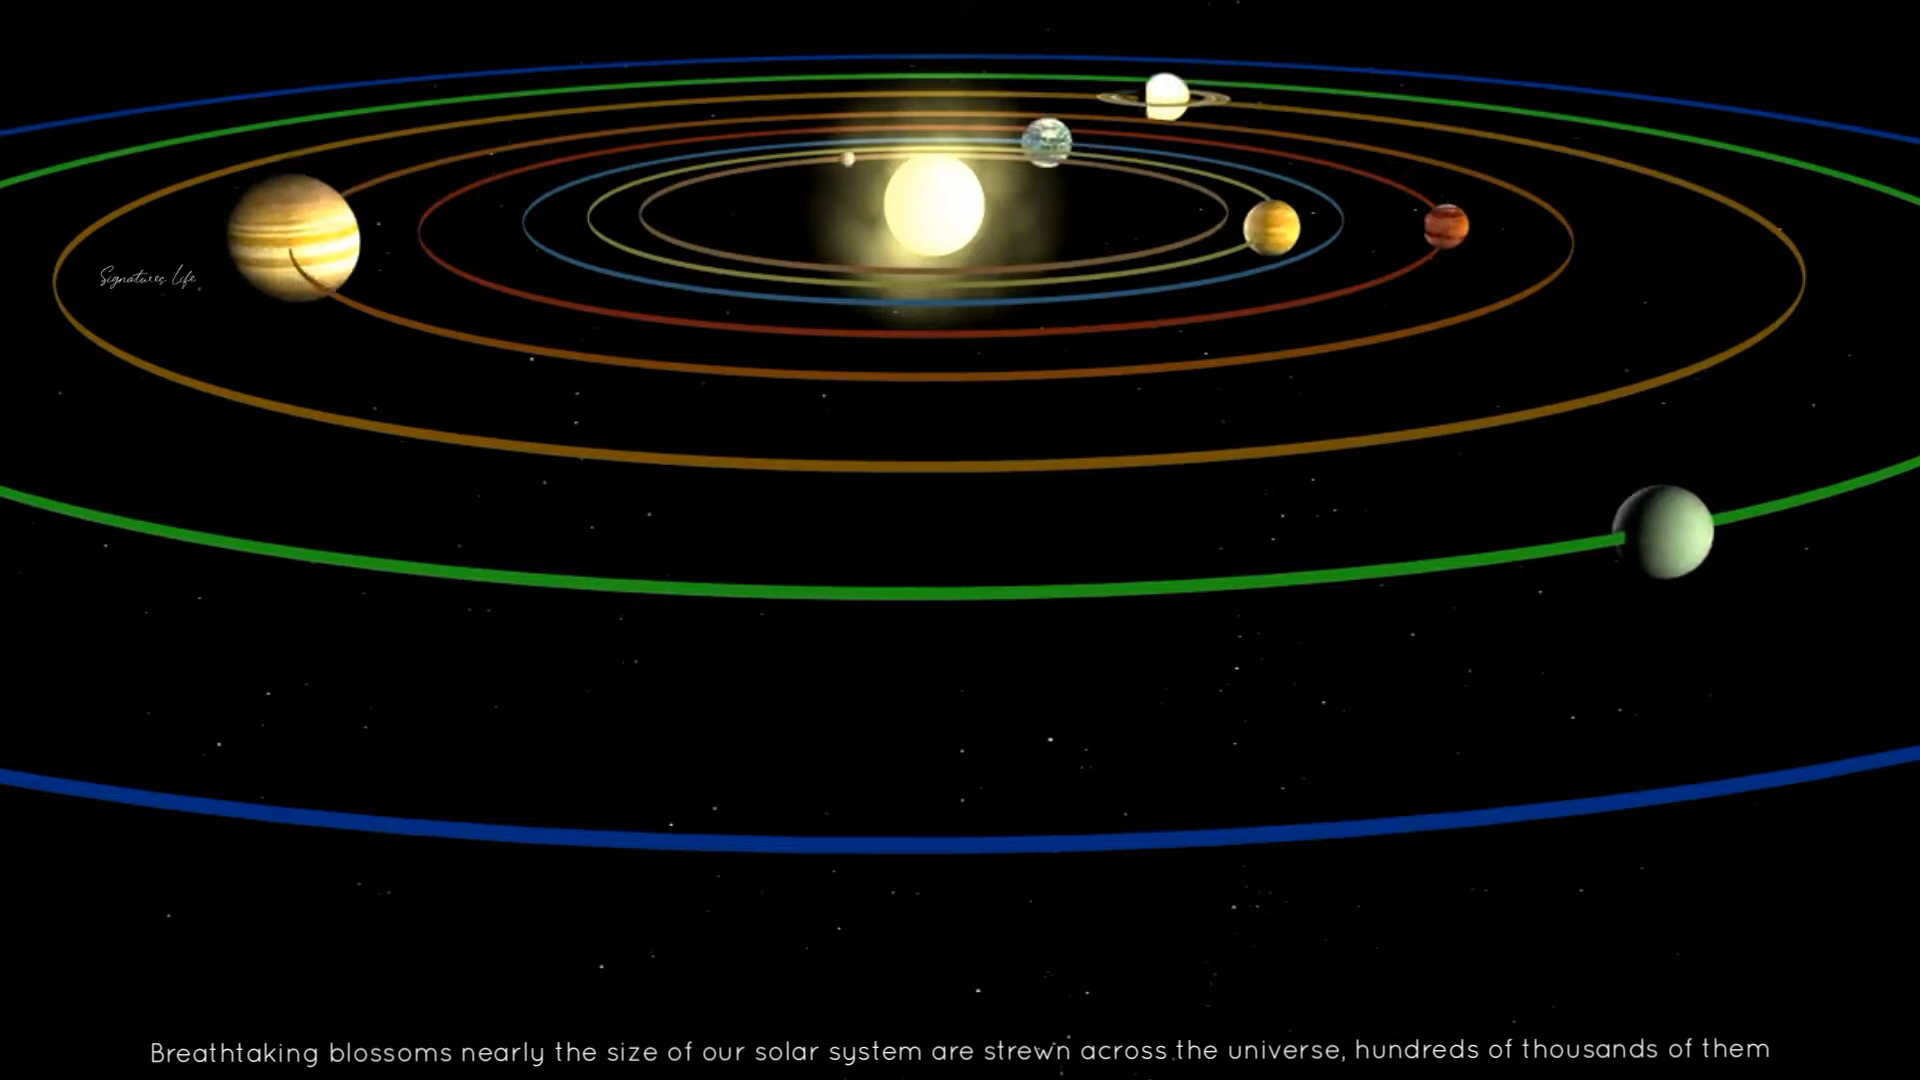 Signatures Life
Breathtaking blossoms nearly the size of our solar system are strewn across the universe, hundreds of thousands of them